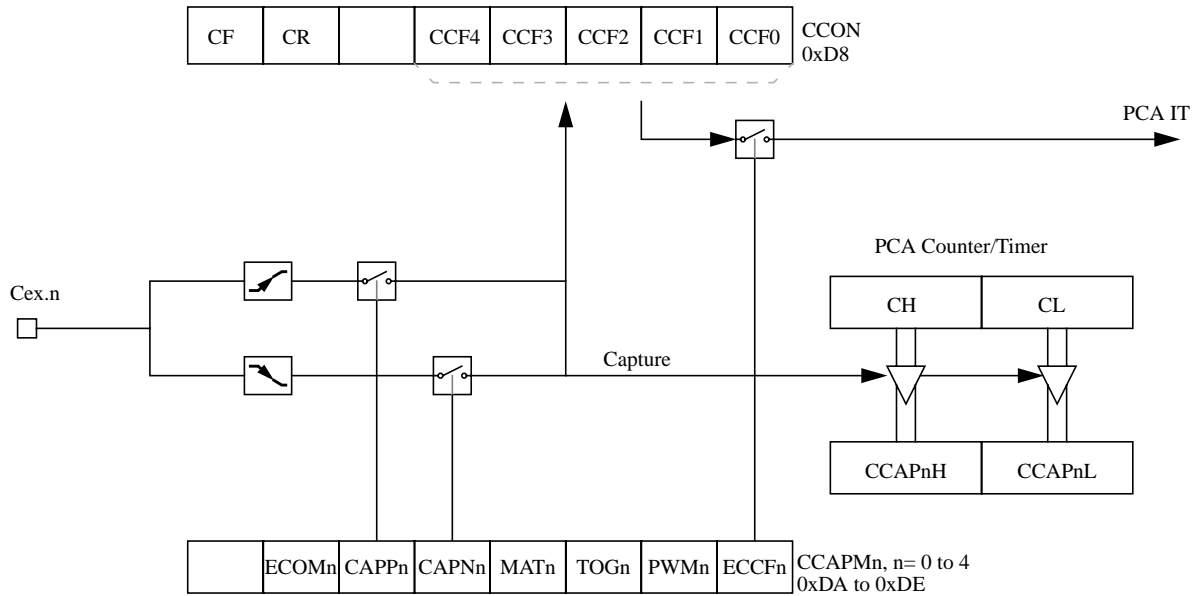 CF CR CCF4 CCF3 CCF2 CCF1 CCF0 CCON
0xD8
PCA IT
PCA Counter/Timer
Cex.n
CH CL
Capture
CCAPnH CCAPnL
ECOMn CAPPn CAPNn MATn TOGn PWMn ECCFn CCAPMn, n= 0 to 4
0xDA to 0xDE